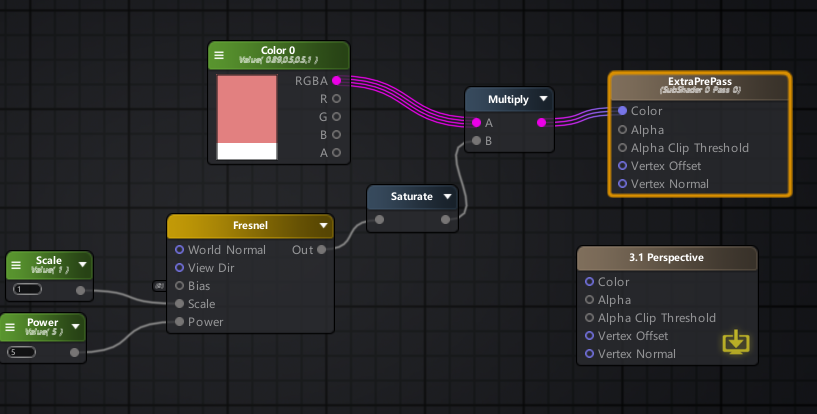 Color 0
Value( 0.89,0.5,0.5,1 )
RGBA
R
G
B
A
Multiply
A
B
ExtraPrePass
(SubShader 0 Pass 0)
Color
Alpha
Alpha Clip Threshold
Vertex Offset
Vertex Normal
Saturate
Fresnel
World Normal Out
View Dir
Bias
Scale
Power
Scale
Value( 1 )
1
Power
Value( 5 )
5
3.1 Perspective
Color
Alpha
Alpha Clip Threshold
Vertex Offset
Vertex Normal